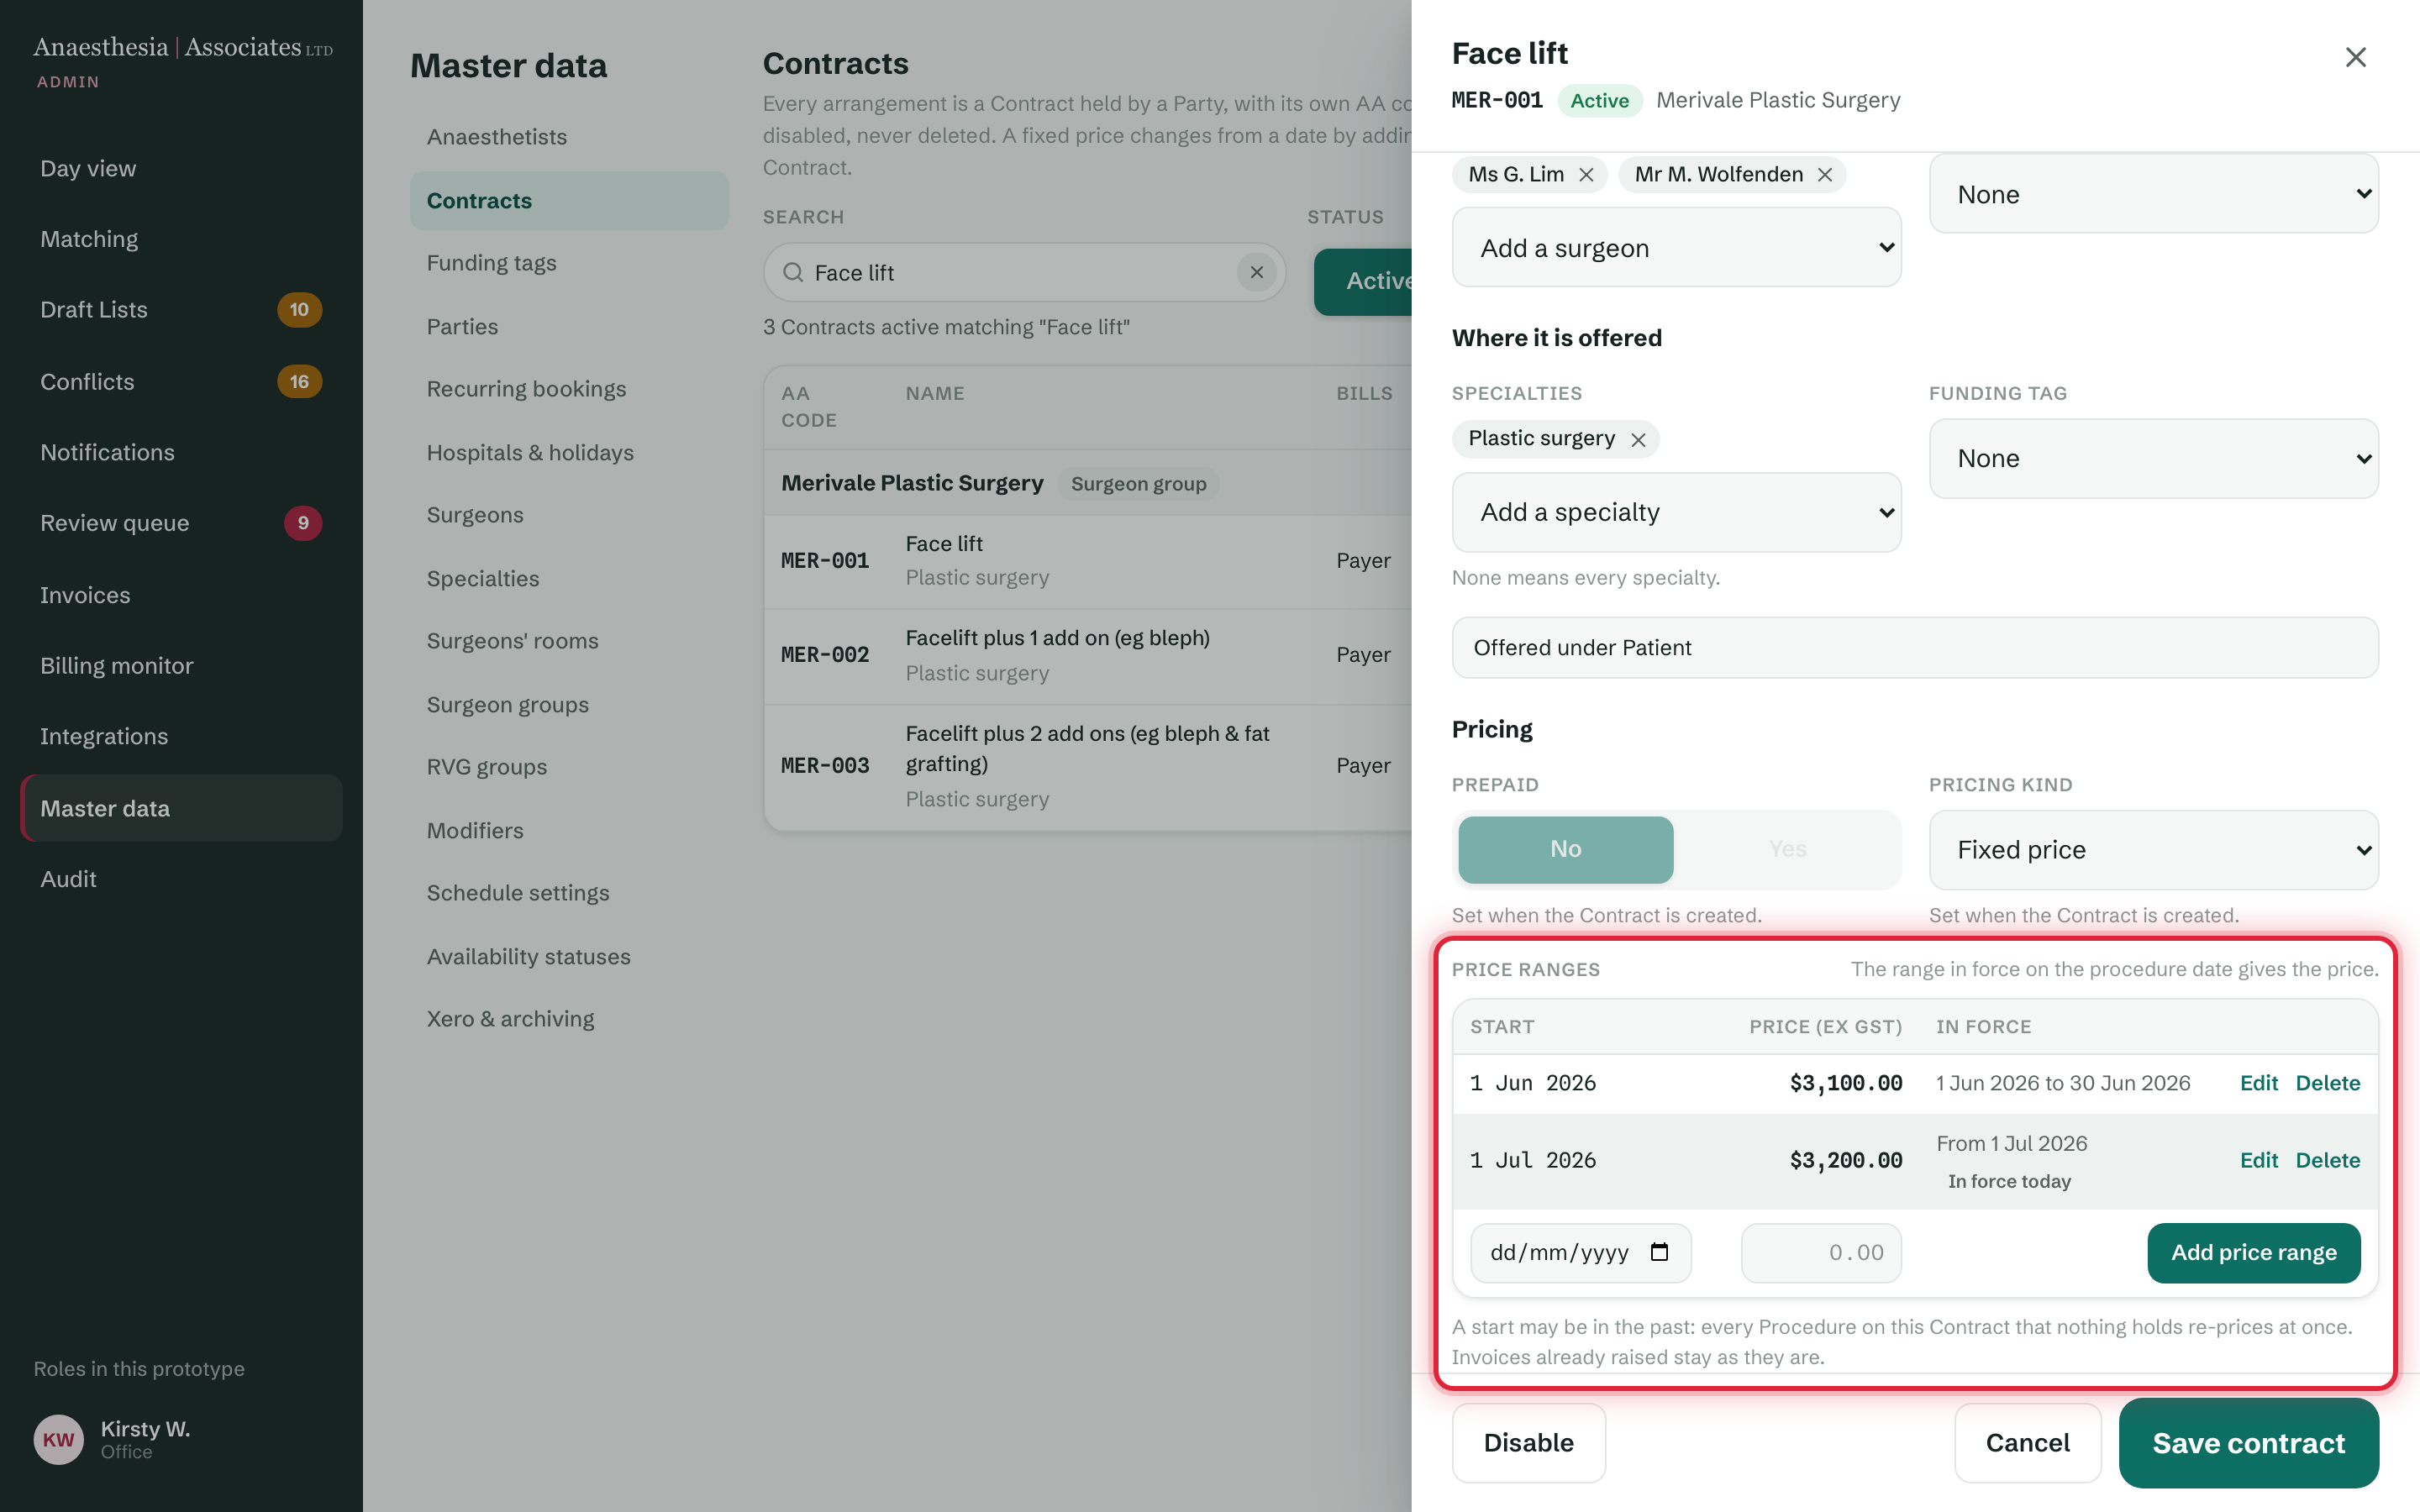 Anaesthesia | Associates LTD
ADMIN
Day view
Matching
Draft Lists 10
Conflicts 16
Notifications
Review queue 9
Invoices
Billing monitor
Integrations
Master data
Audit
Roles in this prototype
KW
Kirsty W.
Office
Master data
Anaesthetists
Contracts
Funding tags
Parties
Recurring bookings
Hospitals & holidays
Surgeons
Specialties
Surgeons' rooms
Surgeon groups
RVG groups
Modifiers
Schedule settings
Availability statuses
Xero & archiving
Contracts
Every arrangement is a Contract held by a Party, with its own AA co
disabled, never deleted. A fixed price changes from a date by addin
Contract.
SEARCH
STATUS
Face lift
Active
3 Contracts active matching "Face lift"
AA CODE
NAME
BILLS
Merivale Plastic Surgery Surgeon group
MER-001
Face lift
Plastic surgery
Payer
MER-002
Facelift plus 1 add on (eg bleph)
Plastic surgery
Payer
MER-003
Facelift plus 2 add ons (eg bleph & fat
grafting)
Plastic surgery
Payer
Face lift
MER-001 Active Merivale Plastic Surgery
Ms G. Lim Mr M. Wolfenden
Add a surgeon
None
Where it is offered
SPECIALTIES
Plastic surgery
Add a specialty
None means every specialty.
FUNDING TAG
None
Offered under Patient
Pricing
PREPAID
No Yes
Set when the Contract is created.
PRICING KIND
Fixed price
Set when the Contract is created.
PRICE RANGES The range in force on the procedure date gives the price.
START PRICE (EX GST) IN FORCE
1 Jun 2026 $3,100.00 1 Jun 2026 to 30 Jun 2026 Edit Delete
1 Jul 2026 $3,200.00 From 1 Jul 2026 Edit Delete
In force today
dd/mm/yyyy 0.00 Add price range
A start may be in the past: every Procedure on this Contract that nothing holds re-prices at once.
Invoices already raised stay as they are.
Disable Cancel Save contract